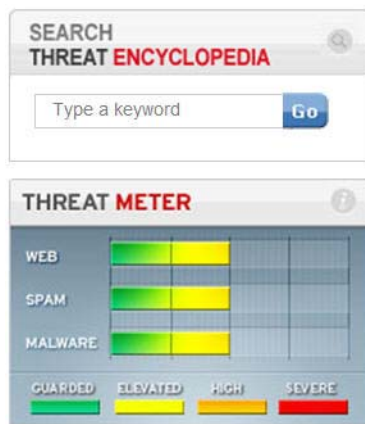 SEARCH
THREAT ENCYCLOPEDIA
Type a keyword Go
THREAT METER
WEB
SPAM
MALWARE
GUARDED ELEVATED HIGH SEVERE